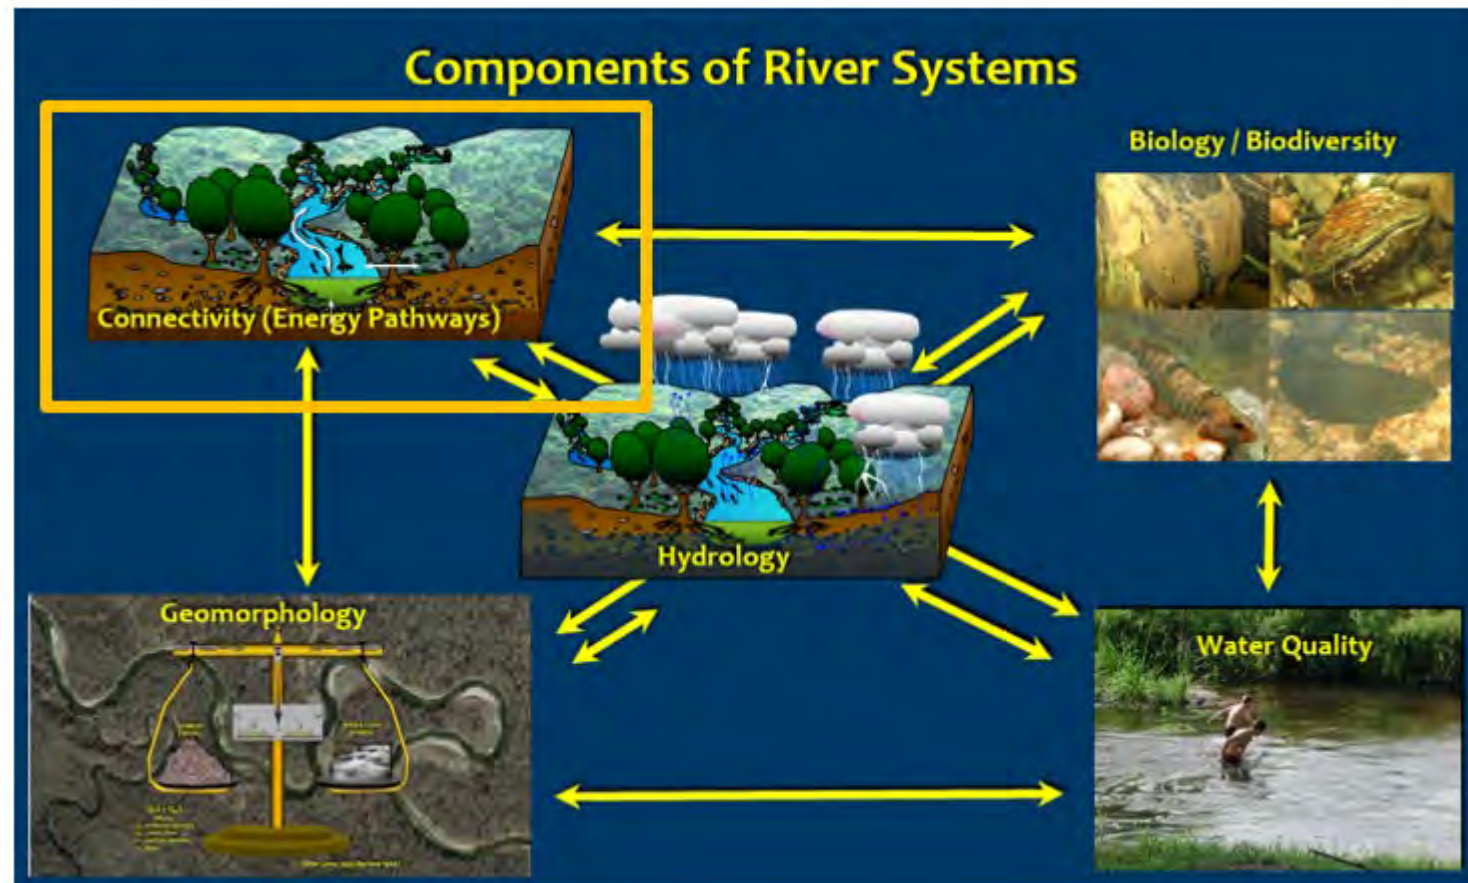 Components of River Systems
Biology / Biodiversity
Connectivity (Energy Pathways)
Hydrology
Geomorphology
Water Quality